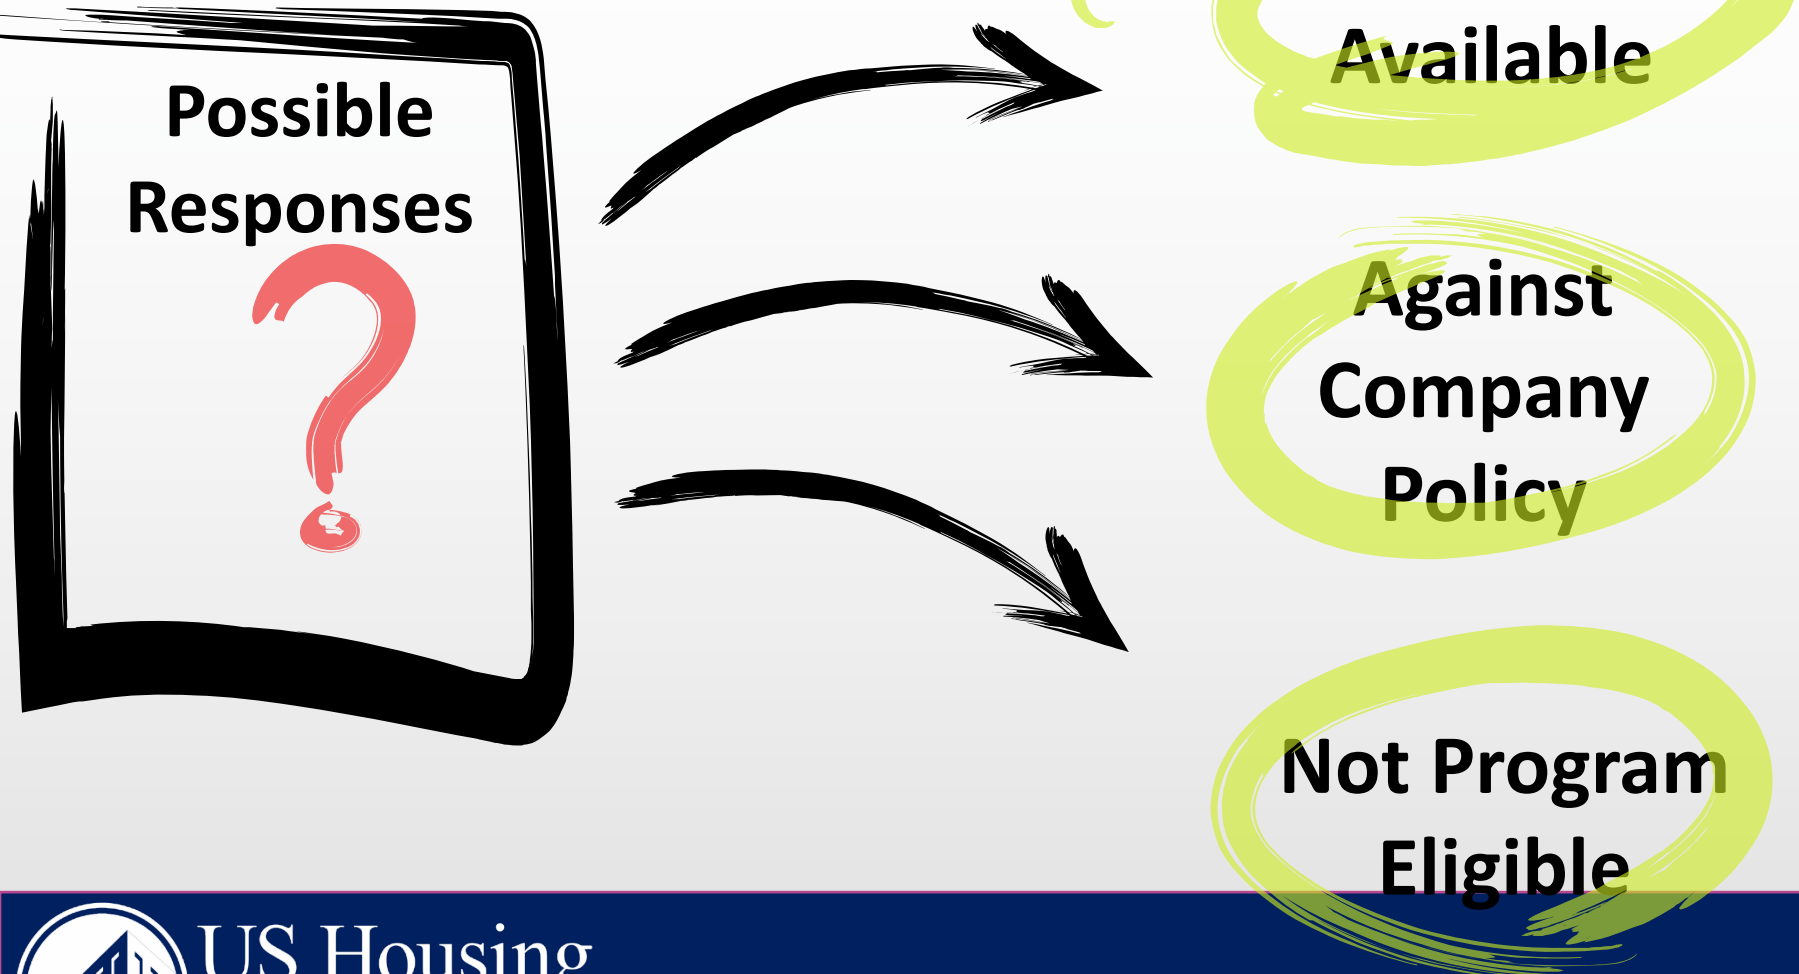 Possible
Responses
Available
Against
Company
Policy
Not Program
Eligible
US Housing